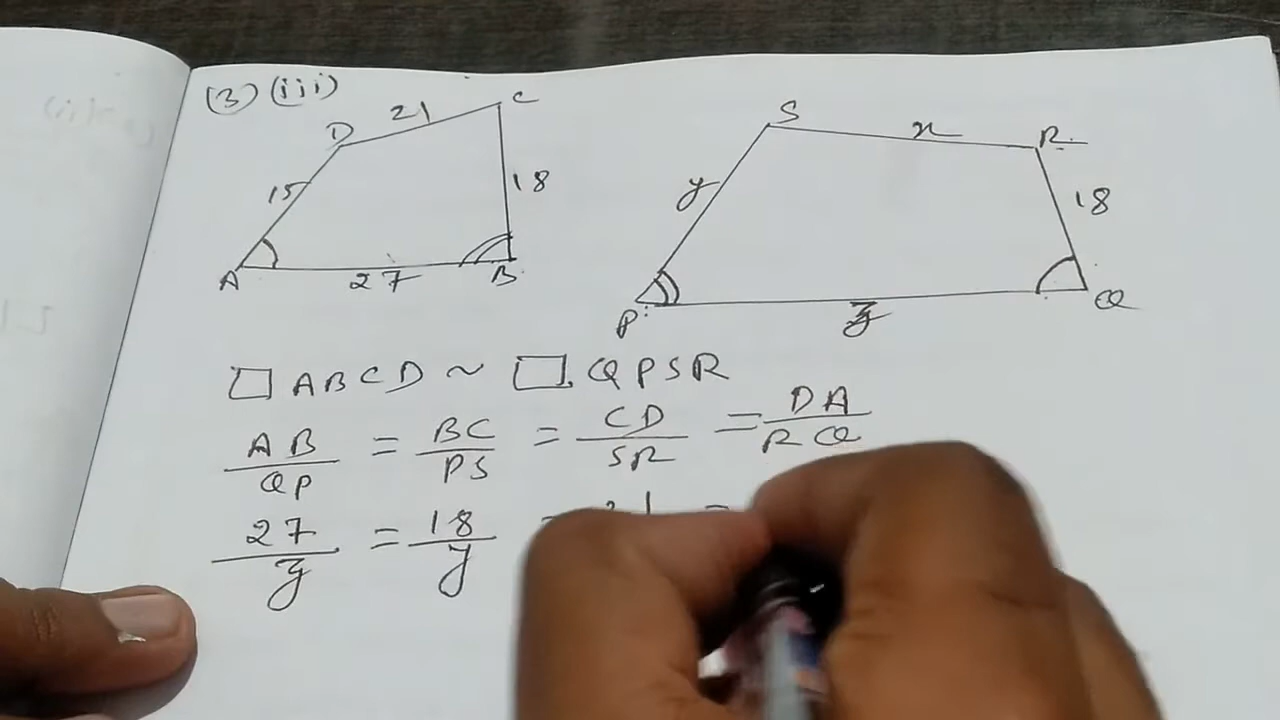 (3) (iii)
D 21 C
15 18
A 27 B
S x R
y 18
P z Q
□ ABCD ~ □ QPSR
AB/QP = BC/PS = CD/SR = DA/RQ
27/z = 18/y = 21 =